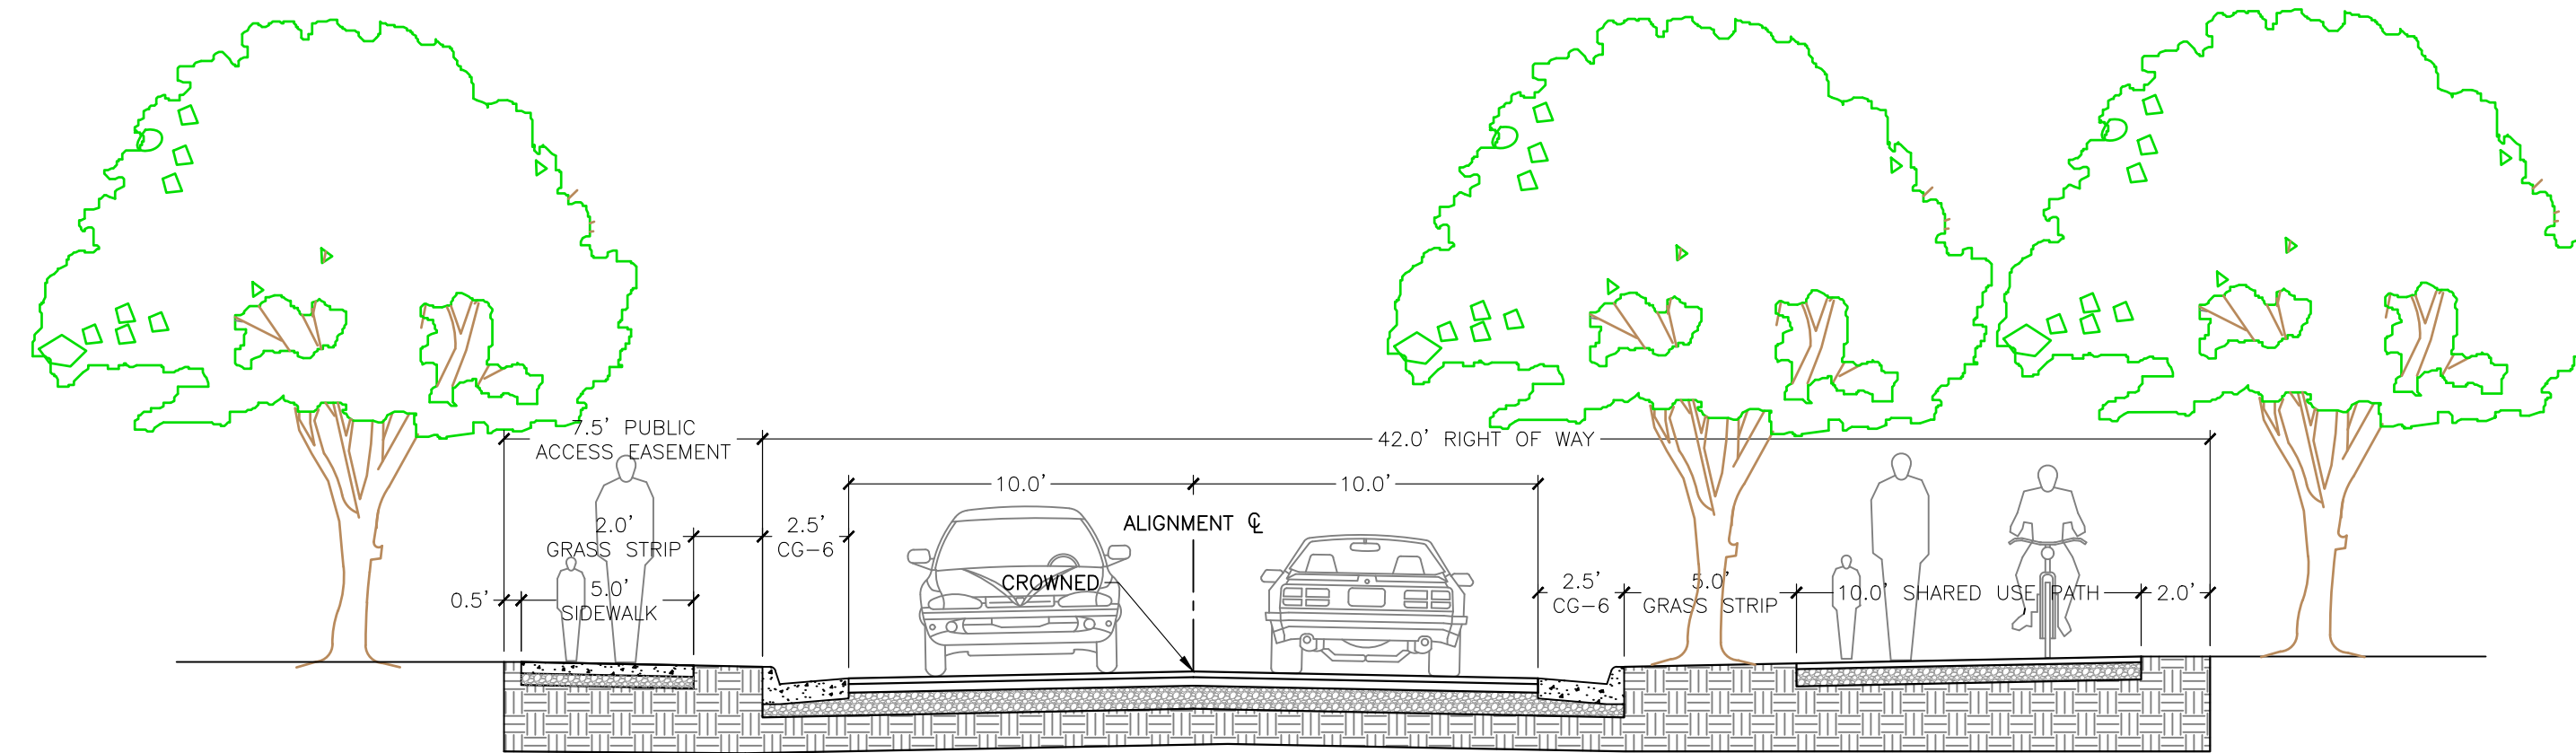 7.5' PUBLIC
ACCESS EASEMENT
42.0' RIGHT OF WAY
10.0'
10.0'
ALIGNMENT ℄
2.0'
GRASS STRIP
2.5'
CG-6
CROWNED
0.5'
5.0'
SIDEWALK
2.5'
CG-6
5.0'
GRASS STRIP
10.0' SHARED USE PATH
2.0'